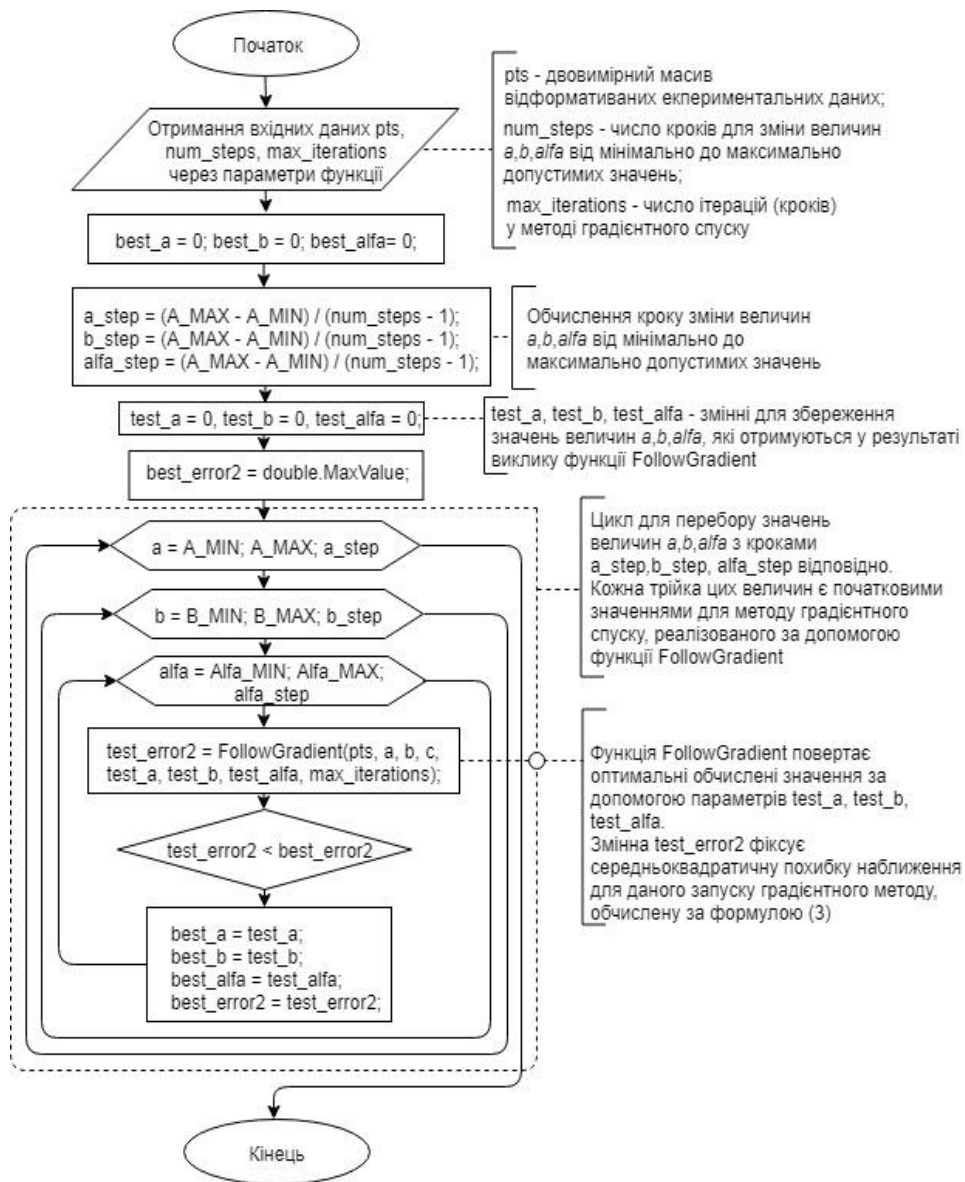 Початок
pts - двовимірний масив
відформативаних екпериментальних даних;
num_steps - число кроків для зміни величин
a,b,alfa від мінімально до максимально
допустимих значень;
max_iterations - число ітерацій (кроків)
у методі градієнтного спуску
Отримання вхідних даних pts,
num_steps, max_iterations
через параметри функції
best_a = 0; best_b = 0; best_alfa= 0;
a_step = (A_MAX - A_MIN) / (num_steps - 1);
b_step = (A_MAX - A_MIN) / (num_steps - 1);
alfa_step = (A_MAX - A_MIN) / (num_steps - 1);
Обчислення кроку зміни величин
a,b,alfa від мінімально до
максимально допустимих значень
test_a = 0, test_b = 0, test_alfa = 0;
test_a, test_b, test_alfa - змінні для збереження
значень величин a,b,alfa, які отримуються у результаті
виклику функції FollowGradient
best_error2 = double.MaxValue;
a = A_MIN; A_MAX; a_step
Цикл для перебору значень
величин a,b,alfa з кроками
a_step,b_step, alfa_step відповідно.
Кожна трійка цих величин є початковими
значеннями для методу градієнтного
спуску, реалізованого за допомогою
функції FollowGradient
b = B_MIN; B_MAX; b_step
alfa = Alfa_MIN; Alfa_MAX;
alfa_step
test_error2 = FollowGradient(pts, a, b, c,
test_a, test_b, test_alfa, max_iterations);
Функція FollowGradient повертає
оптимальні обчислені значення за
допомогою параметрів test_a, test_b,
test_alfa.
Змінна test_error2 фіксує
середньоквадратичну похибку наближення
для даного запуску градієнтного методу,
обчислену за формулою (3)
test_error2 < best_error2
best_a = test_a;
best_b = test_b;
best_alfa = test_alfa;
best_error2 = test_error2;
Кінець